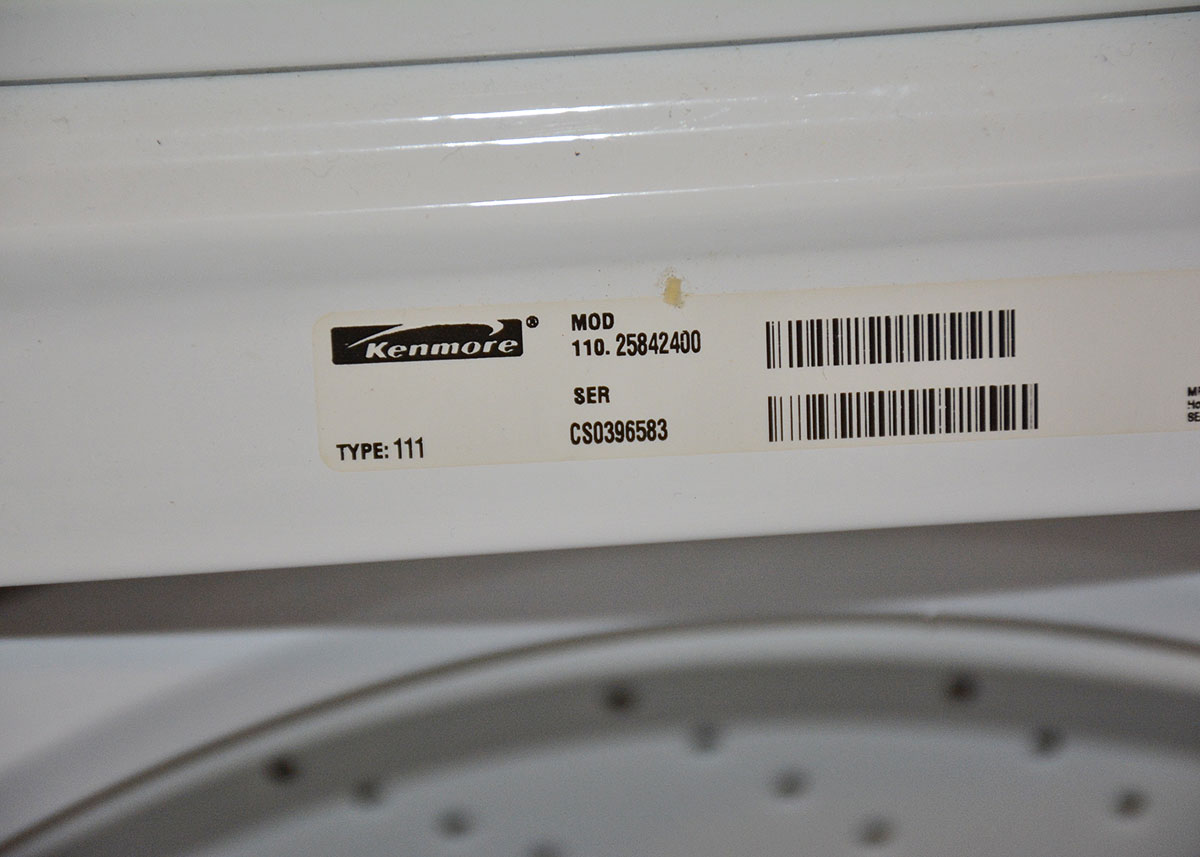 Kenmore®
MOD
110. 25842400
SER
CS0396583
TYPE: 111